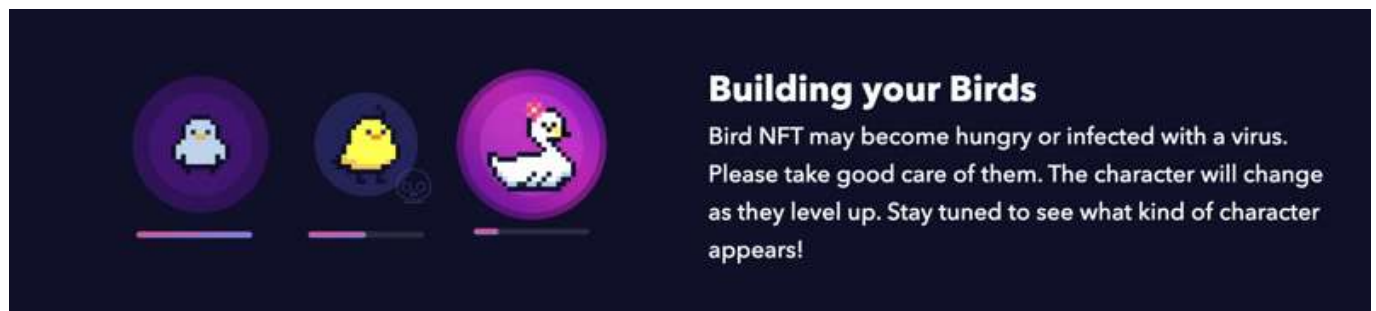 Building your Birds
Bird NFT may become hungry or infected with a virus.
Please take good care of them. The character will change
as they level up. Stay tuned to see what kind of character
appears!